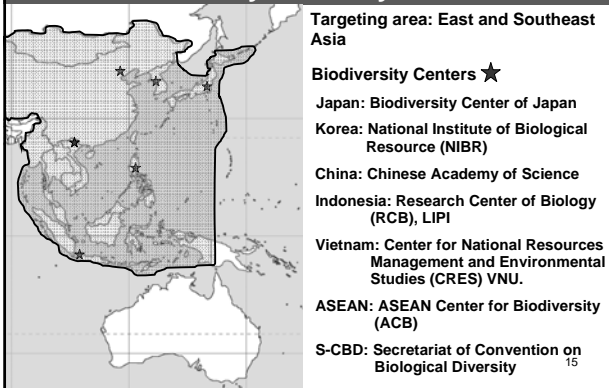 Targeting area: East and Southeast
Asia
Biodiversity Centers
Japan: Biodiversity Center of Japan
Korea: National Institute of Biological
Resource (NIBR)
China: Chinese Academy of Science
Indonesia: Research Center of Biology
(RCB), LIPI
Vietnam: Center for National Resources
Management and Environmental
Studies (CRES) VNU.
ASEAN: ASEAN Center for Biodiversity
(ACB)
S-CBD: Secretariat of Convention on
Biological Diversity
15